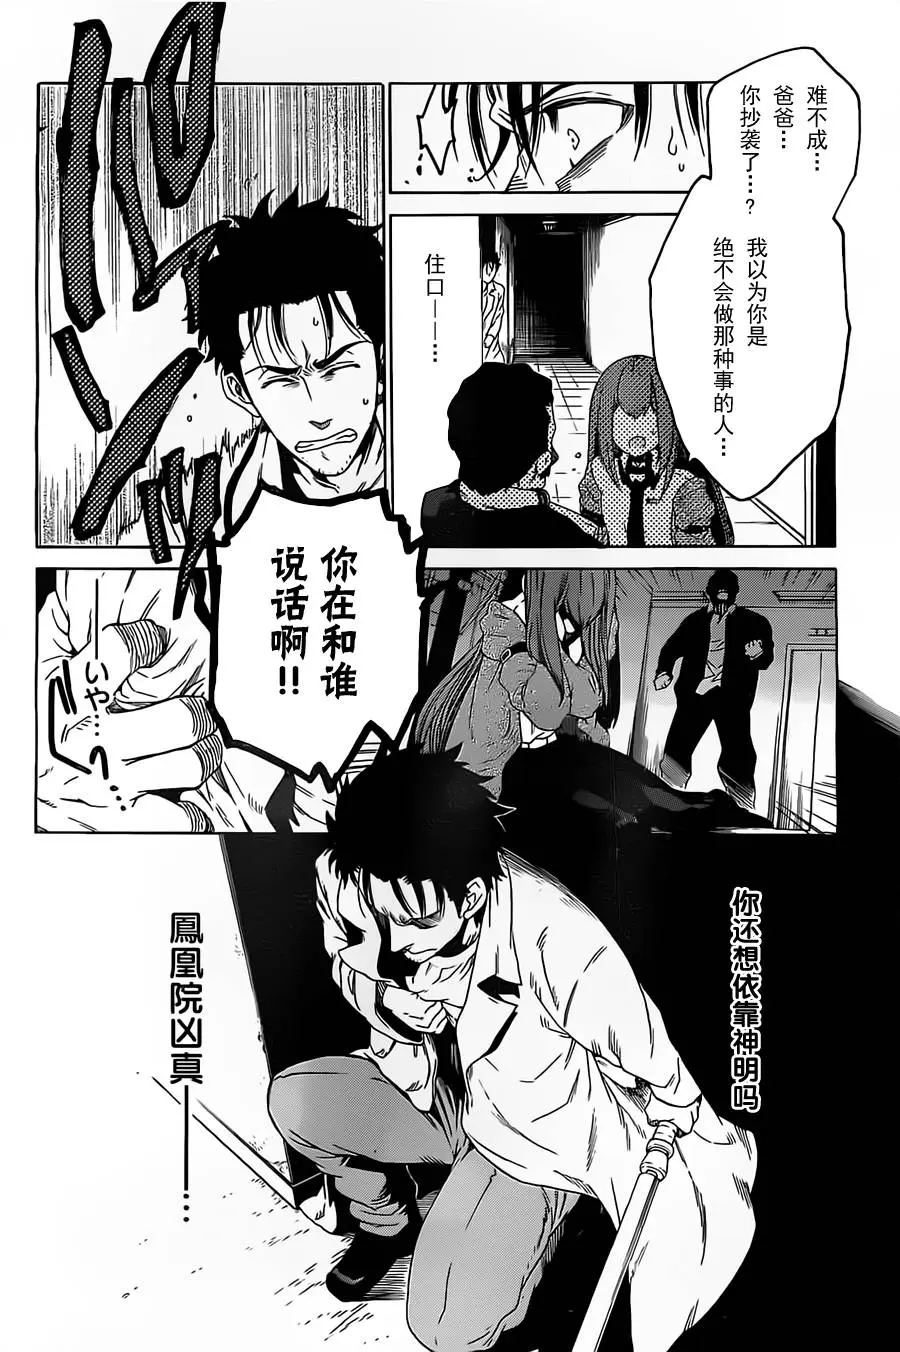 难不成…
爸爸…
你抄袭了…?
我以为你是
绝不会做那种事的人…
住口——…
你在和谁
说话啊!!
——いや……
你还想依靠神明吗
鳳凰院凶真——…